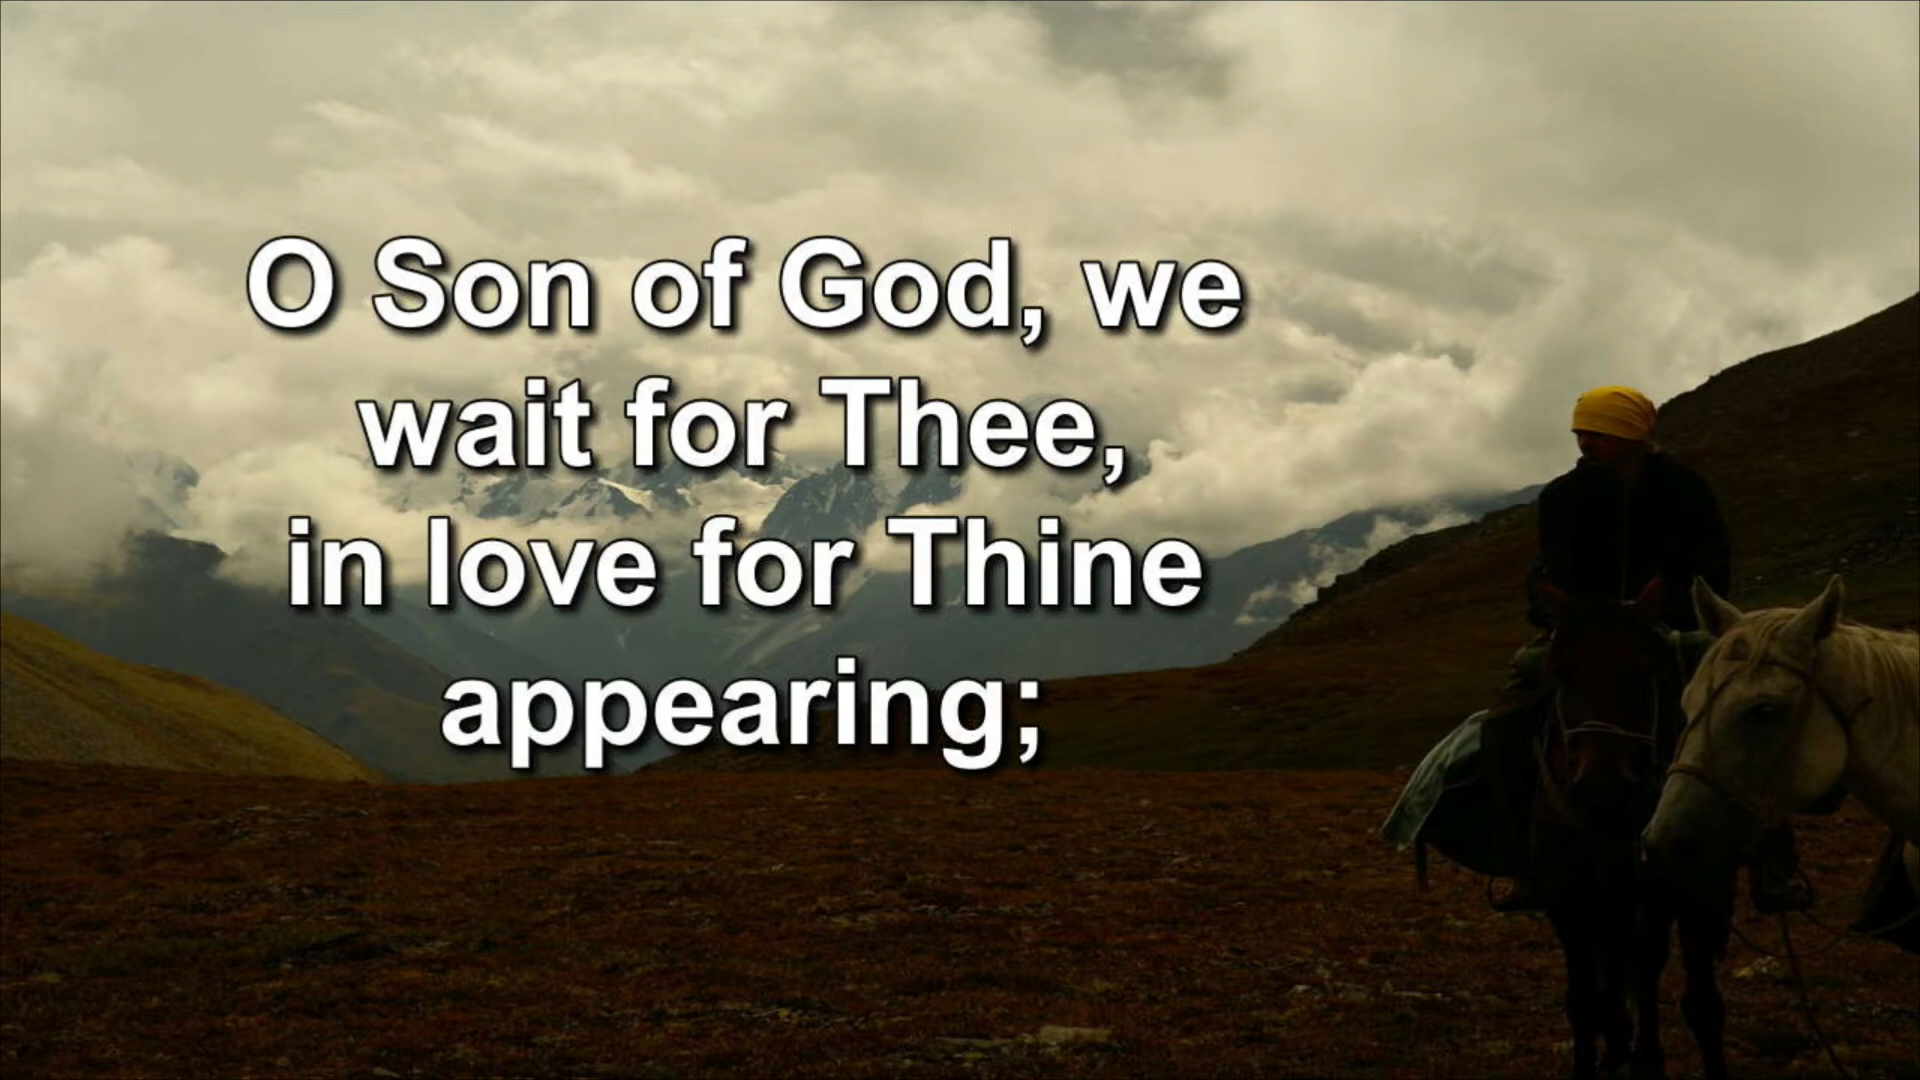 O Son of God, we
wait for Thee,
in love for Thine
appearing;